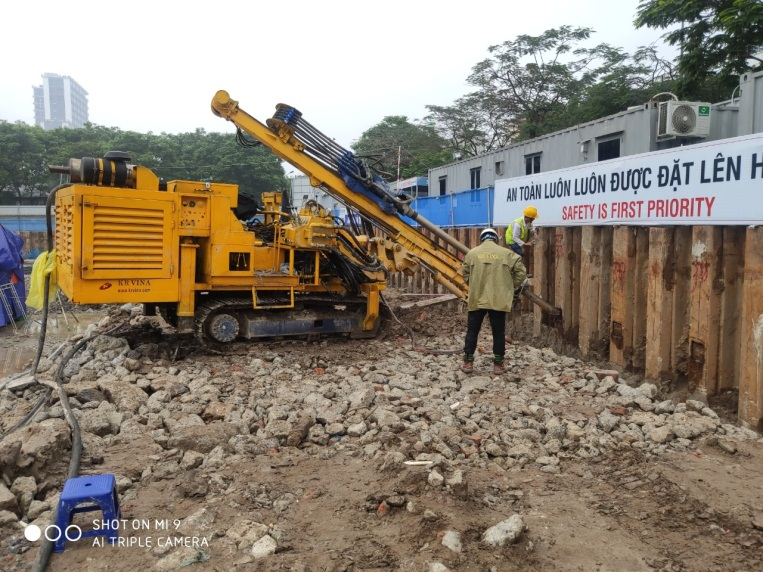 AN TOÀN LUÔN LUÔN ĐƯỢC ĐẶT LÊN H
SAFETY IS FIRST PRIORITY
KRVINA
SHOT ON MI 9
AI TRIPLE CAMERA